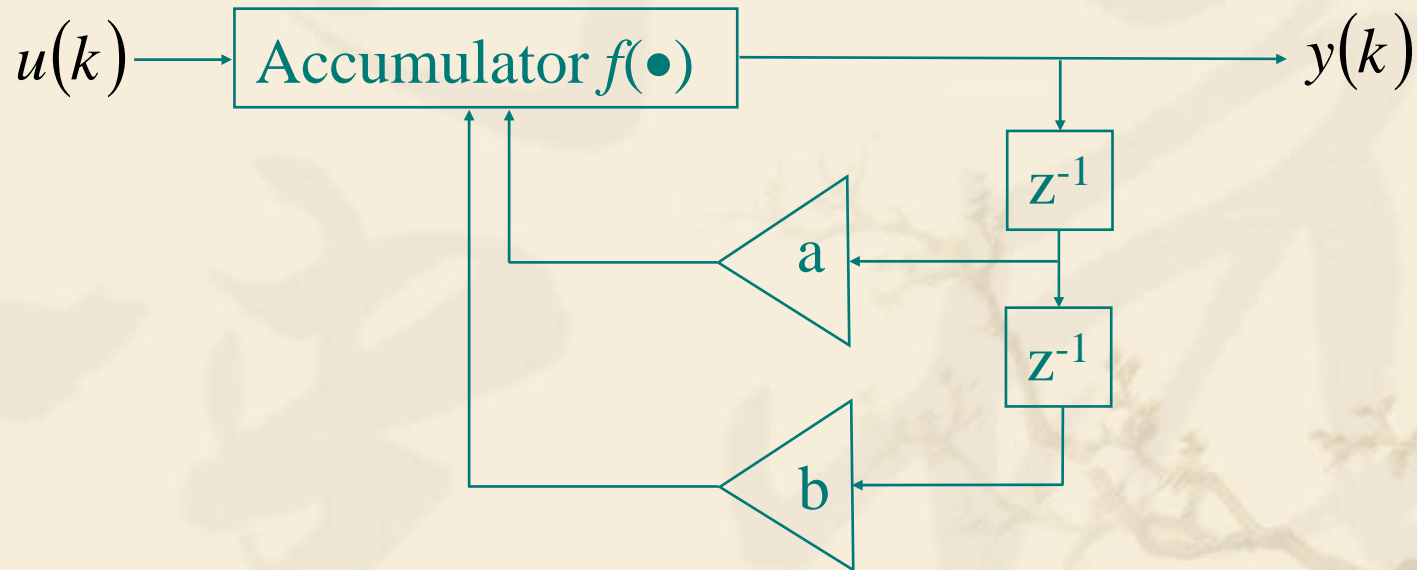 u(k)
Accumulator f(●)
y(k)
z⁻¹
a
z⁻¹
b